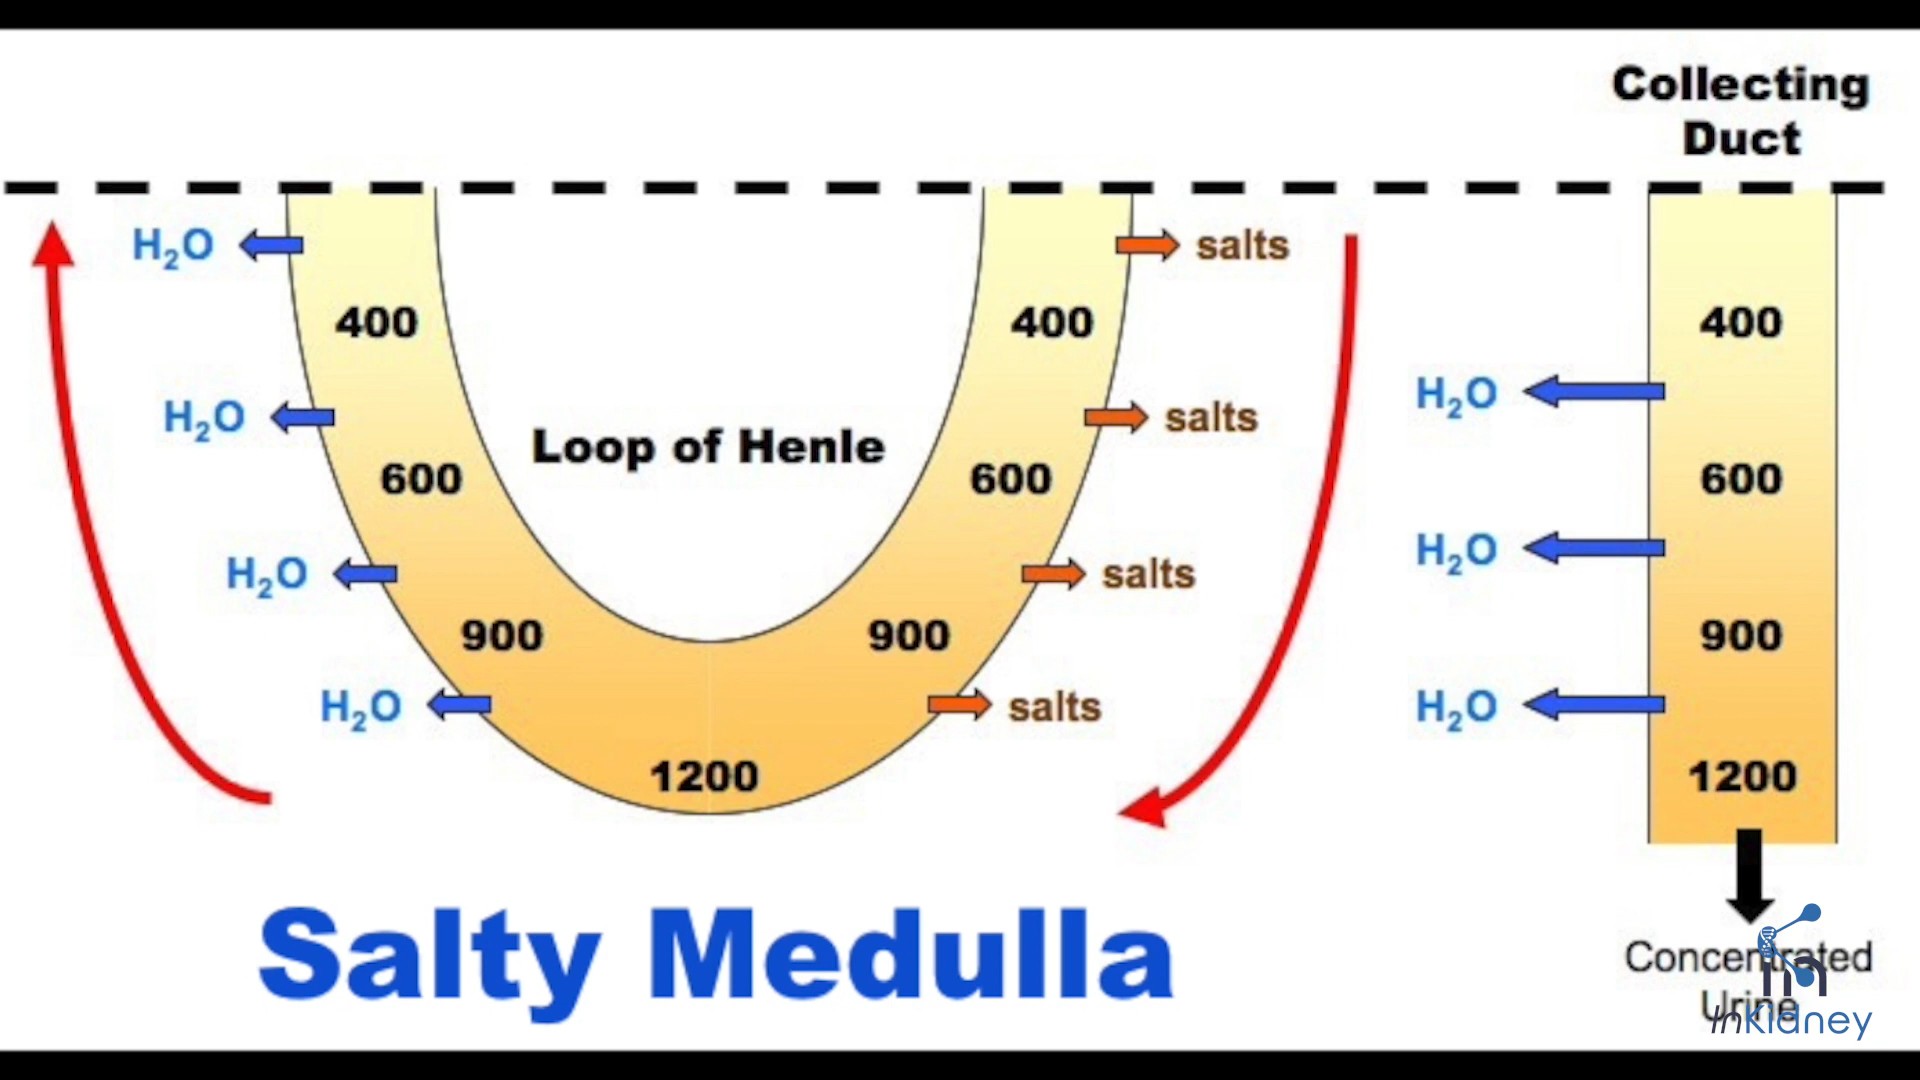 Collecting
Duct
H₂O
salts
400
400
400
H₂O
salts
H₂O
Loop of Henle
600
600
600
H₂O
salts
H₂O
900
900
900
H₂O
salts
H₂O
1200
1200
Salty Medulla
Concentrated
Urine
in
InKidney